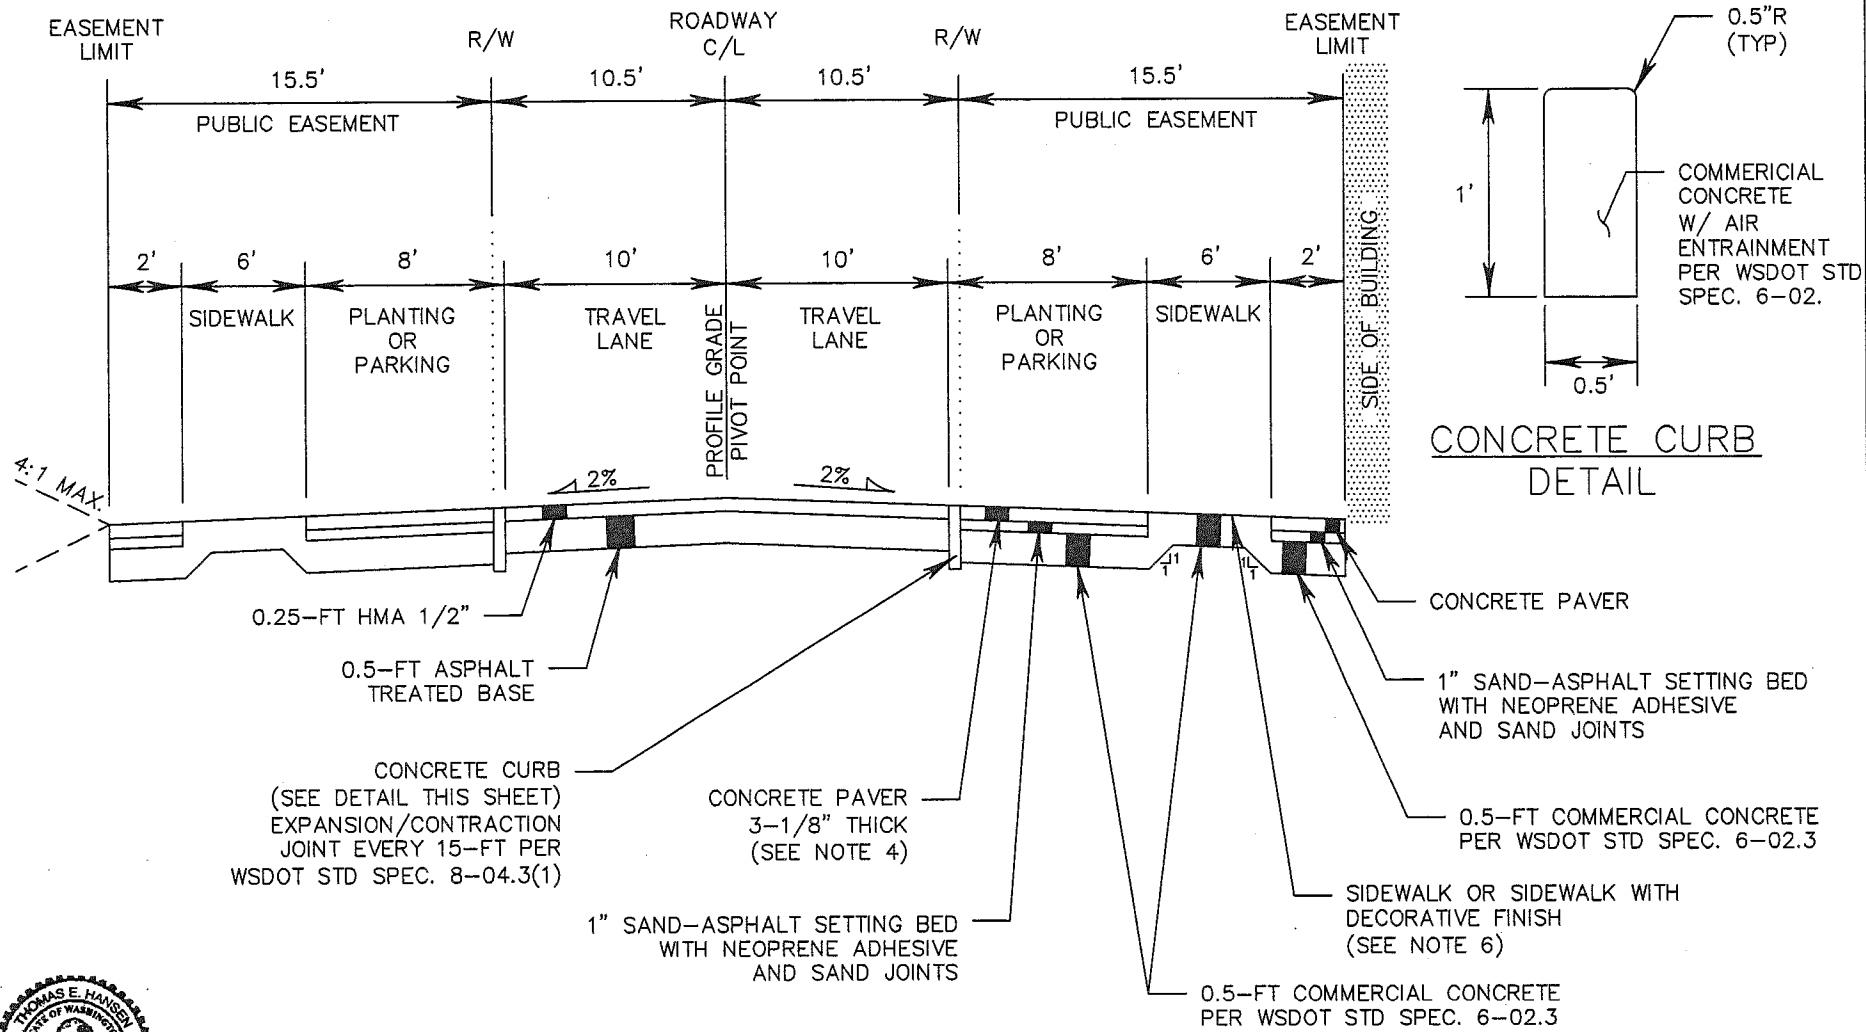 EASEMENT
LIMIT
R/W
ROADWAY
C/L
R/W
EASEMENT
LIMIT
15.5'
10.5'
10.5'
15.5'
PUBLIC EASEMENT
PUBLIC EASEMENT
2'
6'
8'
10'
10'
8'
6'
2'
SIDEWALK
PLANTING
OR
PARKING
TRAVEL
LANE
PROFILE GRADE
PIVOT POINT
TRAVEL
LANE
PLANTING
OR
PARKING
SIDEWALK
SIDE OF BUILDING
0.5"R
(TYP)
1'
COMMERICIAL
CONCRETE
W/ AIR
ENTRAINMENT
PER WSDOT STD
SPEC. 6-02.
0.5'
CONCRETE CURB
DETAIL
4:1 MAX.
2%
2%
1
1
1
1
0.25-FT HMA 1/2"
0.5-FT ASPHALT
TREATED BASE
CONCRETE CURB
(SEE DETAIL THIS SHEET)
EXPANSION/CONTRACTION
JOINT EVERY 15-FT PER
WSDOT STD SPEC. 8-04.3(1)
CONCRETE PAVER
3-1/8" THICK
(SEE NOTE 4)
1" SAND-ASPHALT SETTING BED
WITH NEOPRENE ADHESIVE
AND SAND JOINTS
CONCRETE PAVER
1" SAND-ASPHALT SETTING BED
WITH NEOPRENE ADHESIVE
AND SAND JOINTS
0.5-FT COMMERCIAL CONCRETE
PER WSDOT STD SPEC. 6-02.3
SIDEWALK OR SIDEWALK WITH
DECORATIVE FINISH
(SEE NOTE 6)
0.5-FT COMMERCIAL CONCRETE
PER WSDOT STD SPEC. 6-02.3
THOMAS E. HANSEN
STATE OF WASHINGTON